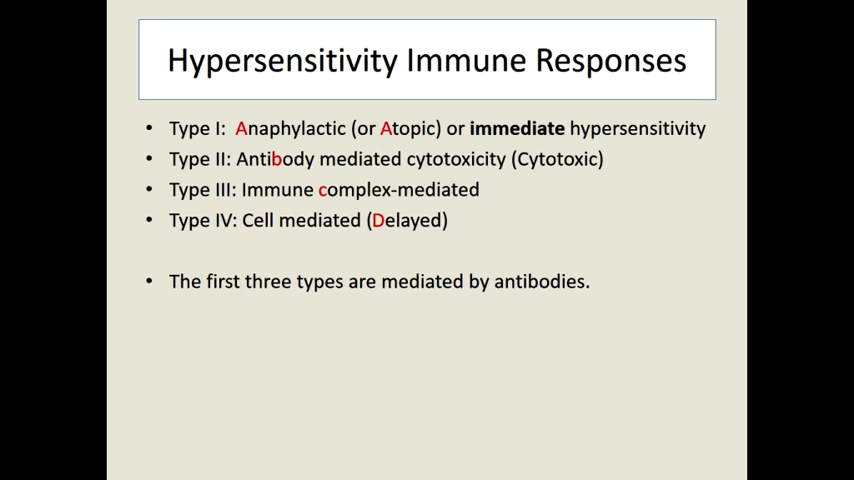 Hypersensitivity Immune Responses
• Type I: Anaphylactic (or Atopic) or immediate hypersensitivity
• Type II: Antibody mediated cytotoxicity (Cytotoxic)
• Type III: Immune complex-mediated
• Type IV: Cell mediated (Delayed)
• The first three types are mediated by antibodies.